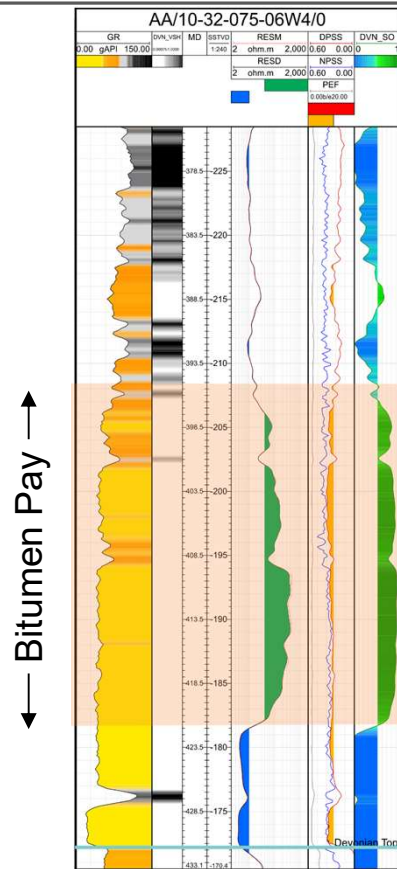 AA/10-32-075-06W4/0
GR DVN_VSH MD SSTVD RESM DPSS DVN_SO
0.00 gAPI 150.00 1:240 2 ohm.m 2,000 0.60 0.00 0 1
RESD NPSS
2 ohm.m 2,000 0.60 0.00
PEF
0.00b/e20.00
378.5 225
383.5 220
388.5 215
393.5 210
398.5 205
403.5 200
408.5 195
413.5 190
418.5 185
423.5 180
428.5 175
Devonian Top
433.1 -170.4
Bitumen Pay